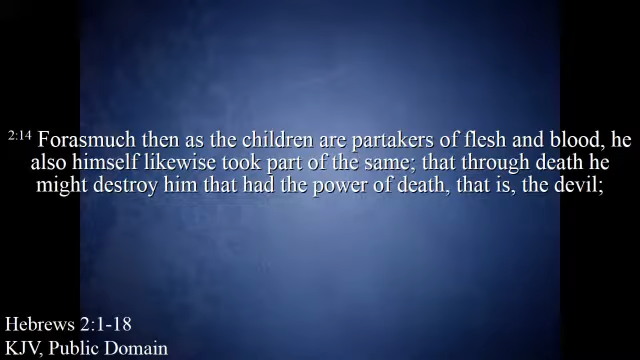 2:14 Forasmuch then as the children are partakers of flesh and blood, he
also himself likewise took part of the same; that through death he
might destroy him that had the power of death, that is, the devil;
Hebrews 2:1-18
KJV, Public Domain